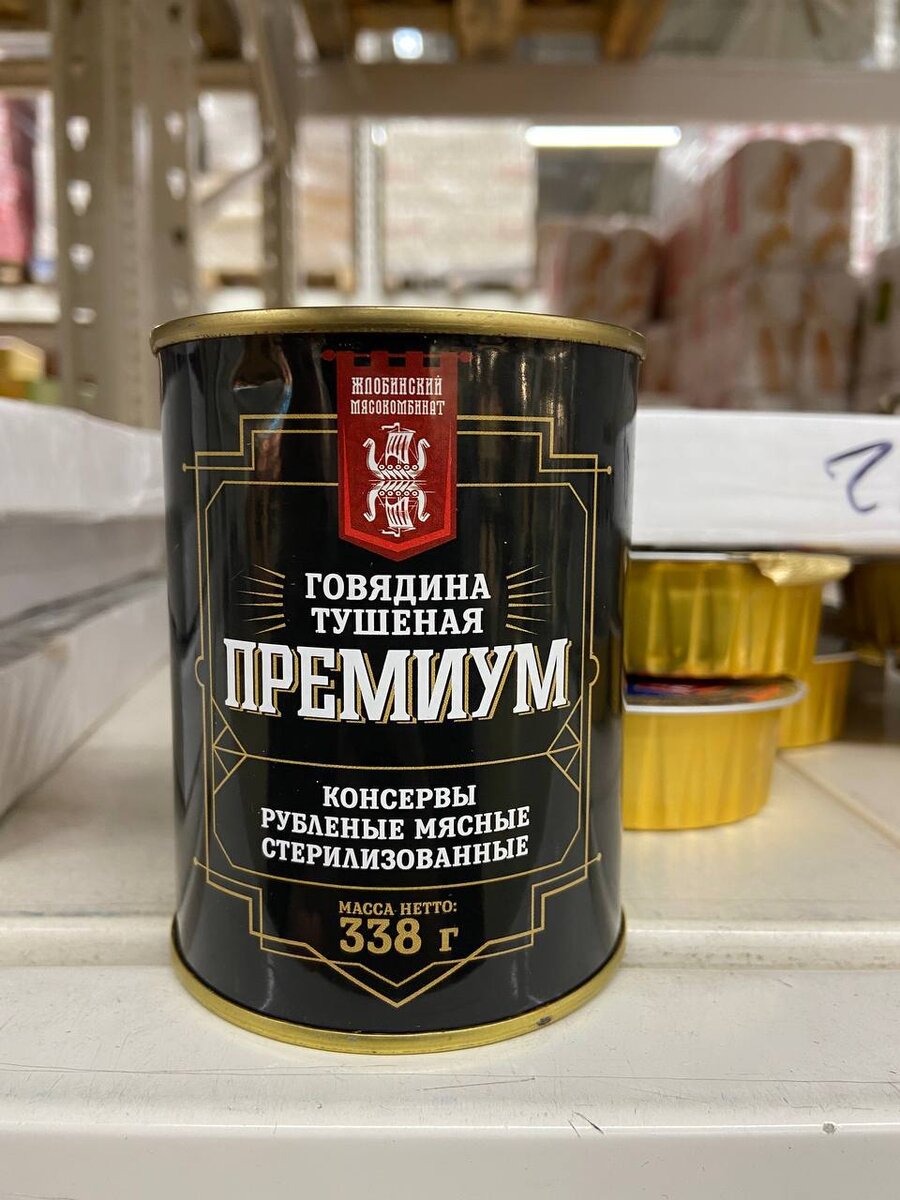 ЖЛОБИНСКИЙ
МЯСОКОМБИНАТ
ГОВЯДИНА
ТУШЕНАЯ
ПРЕМИУМ
КОНСЕРВЫ
РУБЛЕНЫЕ МЯСНЫЕ
СТЕРИЛИЗОВАННЫЕ
МАССА НЕТТО:
338 г